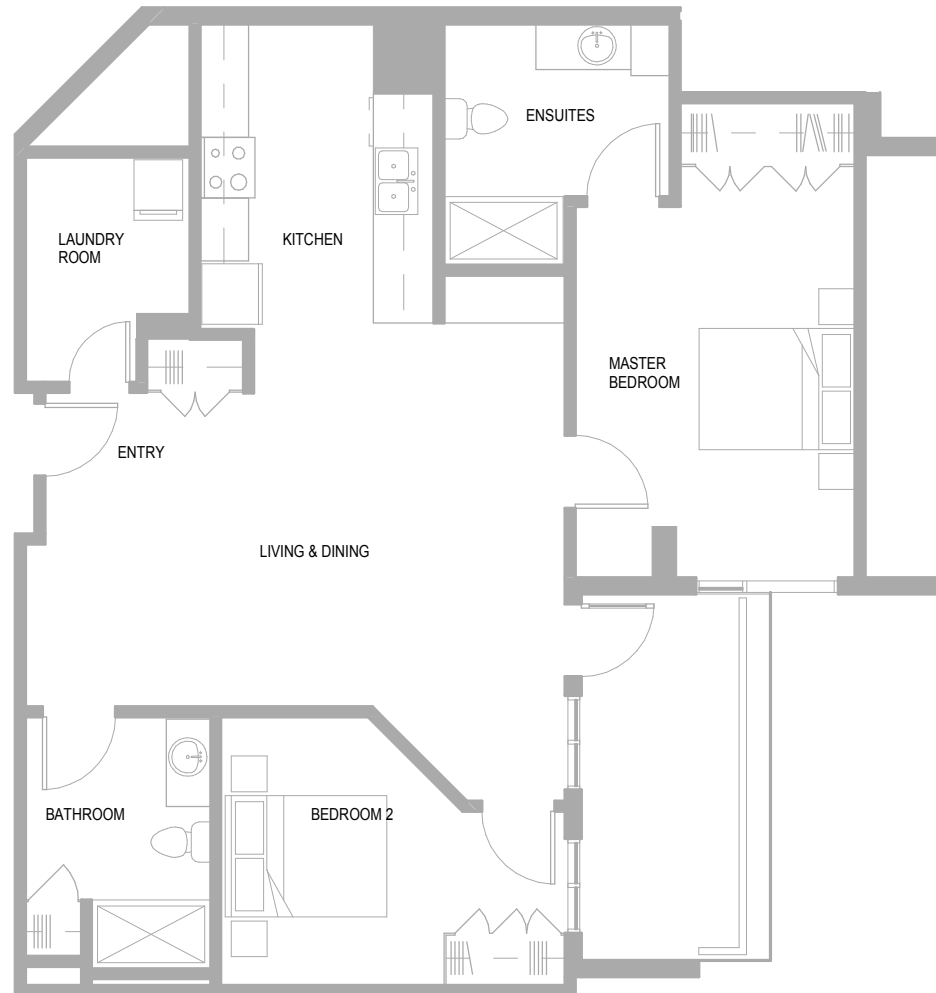 ENSUITES
LAUNDRY
ROOM
KITCHEN
MASTER
BEDROOM
ENTRY
LIVING & DINING
BATHROOM
BEDROOM 2